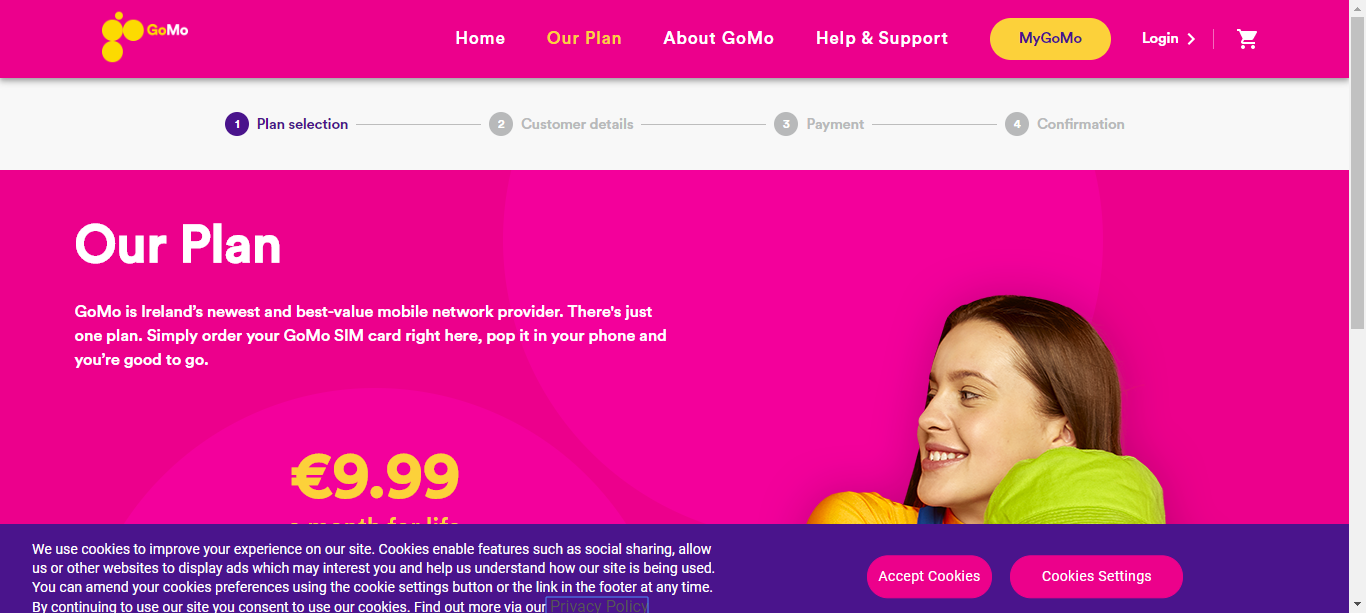 GoMo
Home
Our Plan
About GoMo
Help & Support
MyGoMo
Login
1 Plan selection
2 Customer details
3 Payment
4 Confirmation
Our Plan
GoMo is Ireland’s newest and best-value mobile network provider. There's just
one plan. Simply order your GoMo SIM card right here, pop it in your phone and
you’re good to go.
€9.99
a month for life
We use cookies to improve your experience on our site. Cookies enable features such as social sharing, allow
us or other websites to display ads which may interest you and help us understand how our site is being used.
You can amend your cookies preferences using the cookie settings button or the link in the footer at any time.
By continuing to use our site you consent to use our cookies. Find out more via our Privacy Policy
Accept Cookies
Cookies Settings